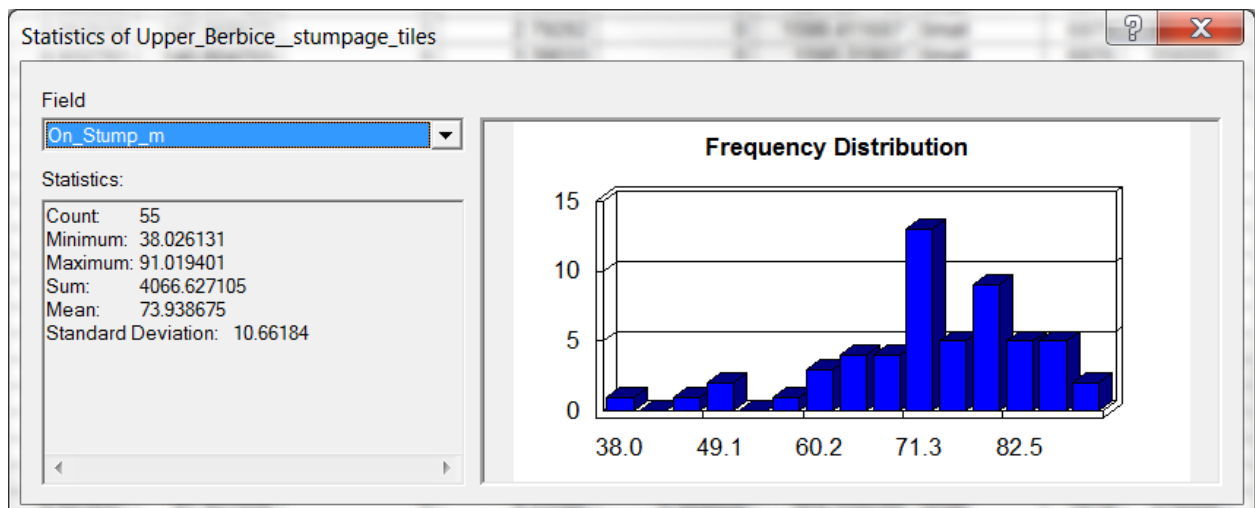 Statistics of Upper_Berbice__stumpage_tiles
Field
On_Stump_m
Statistics:
Count: 55
Minimum: 38.026131
Maximum: 91.019401
Sum: 4066.627105
Mean: 73.938675
Standard Deviation: 10.66184
Frequency Distribution
15
10
5
0
38.0 49.1 60.2 71.3 82.5